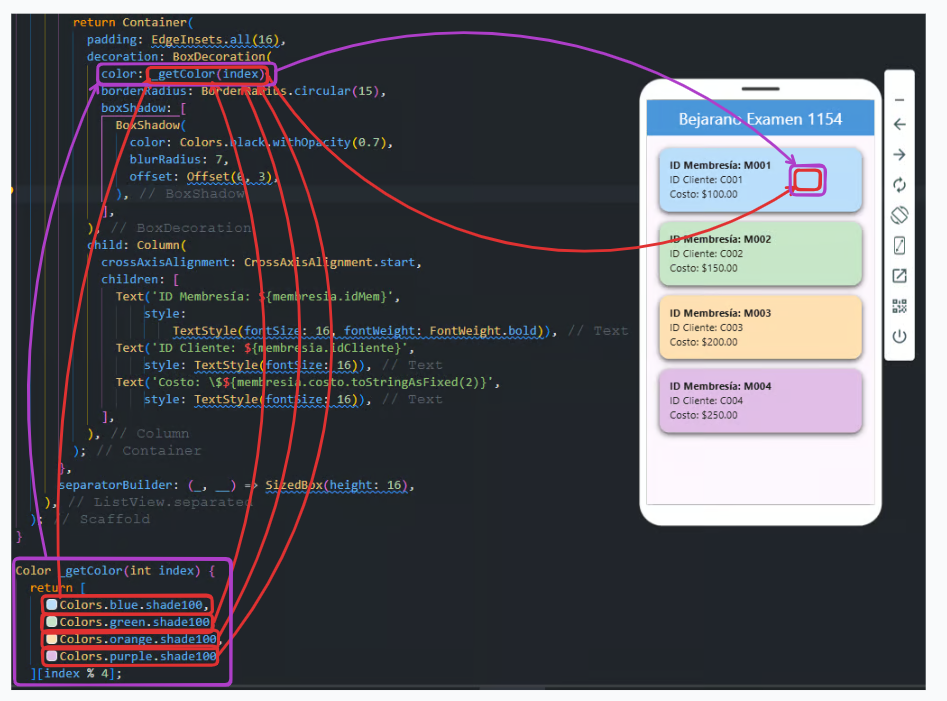 return Container(
padding: EdgeInsets.all(16),
decoration: BoxDecoration(
color: _getColor(index),
borderRadius: BorderRadius.circular(15),
boxShadow: [
BoxShadow(
color: Colors.black.withOpacity(0.7),
blurRadius: 7,
offset: Offset(0, 3),
), // BoxShadow
],
), // BoxDecoration
child: Column(
crossAxisAlignment: CrossAxisAlignment.start,
children: [
Text('ID Membresía: ${membresia.idMem}',
style:
TextStyle(fontSize: 16, fontWeight: FontWeight.bold)), // Text
Text('ID Cliente: ${membresia.idCliente}',
style: TextStyle(fontSize: 16)), // Text
Text('Costo: \$${membresia.costo.toStringAsFixed(2)}',
style: TextStyle(fontSize: 16)), // Text
],
), // Column
); // Container
},
separatorBuilder: (_, __) => SizedBox(height: 16),
), // ListView.separated
); // Scaffold
}
Color _getColor(int index) {
return [
Colors.blue.shade100,
Colors.green.shade100
Colors.orange.shade100,
Colors.purple.shade100
][index % 4];
Bejarano Examen 1154
ID Membresía: M001
ID Cliente: C001
Costo: $100.00
ID Membresía: M002
ID Cliente: C002
Costo: $150.00
ID Membresía: M003
ID Cliente: C003
Costo: $200.00
ID Membresía: M004
ID Cliente: C004
Costo: $250.00